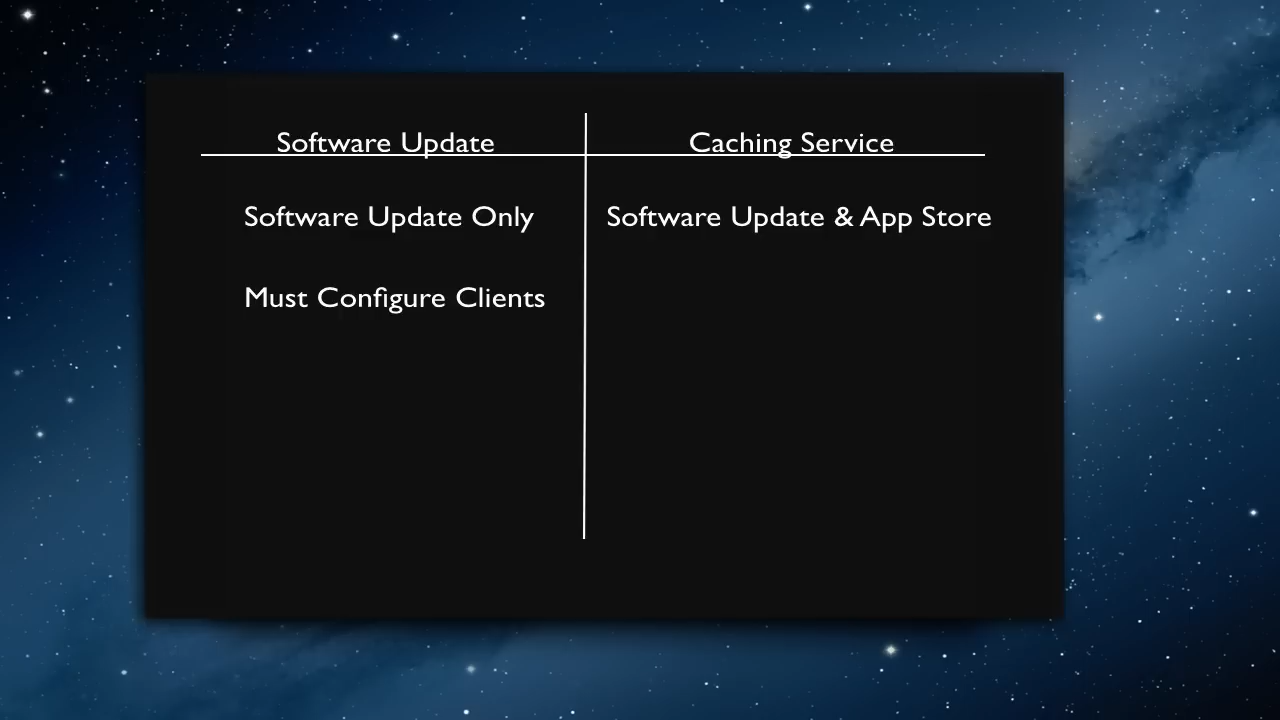 Software Update
Caching Service
Software Update Only
Software Update & App Store
Must Configure Clients